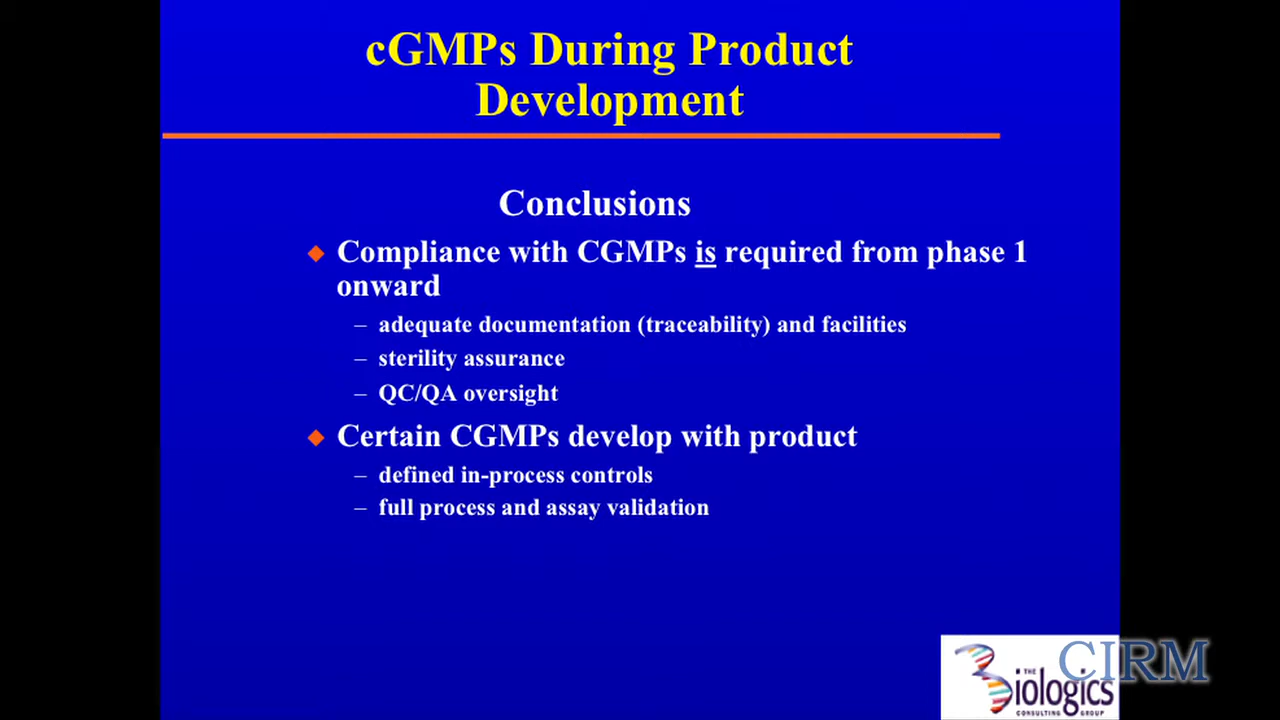 cGMPs During Product
Development
Conclusions
Compliance with CGMPs is required from phase 1
onward
– adequate documentation (traceability) and facilities
– sterility assurance
– QC/QA oversight
Certain CGMPs develop with product
– defined in-process controls
– full process and assay validation
THE
Biologics
CONSULTING GROUP
CIRM